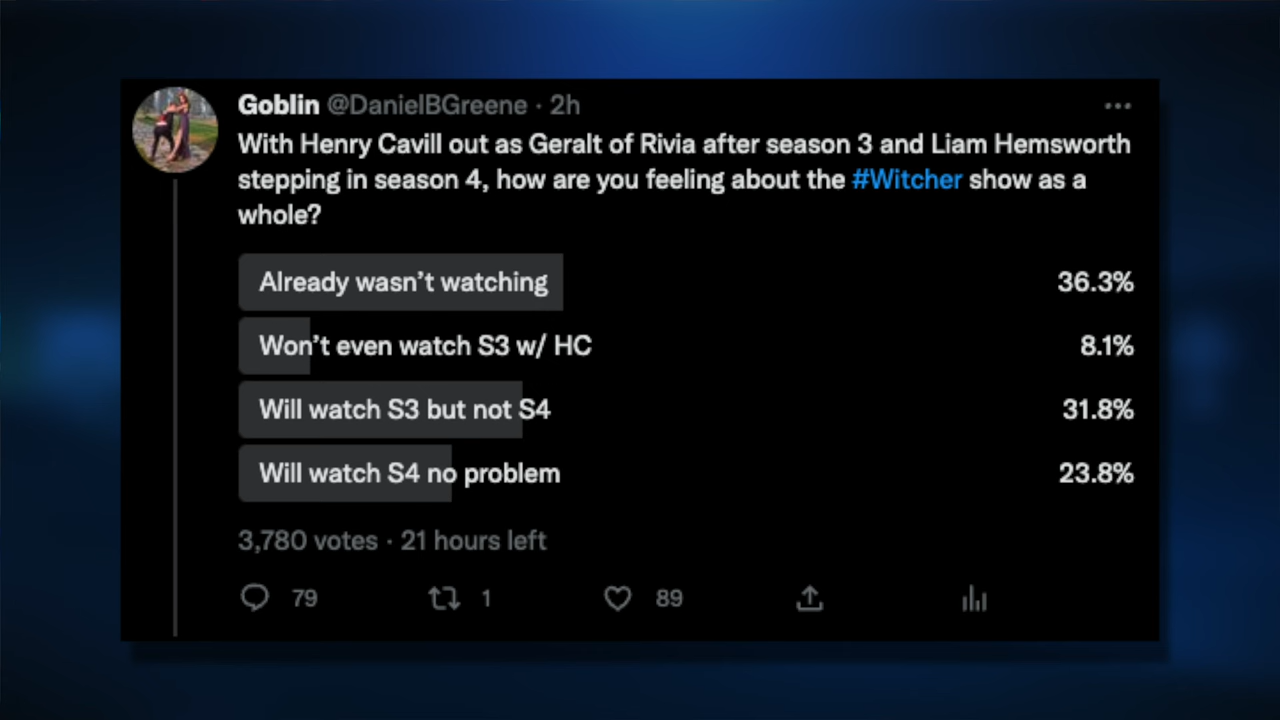 Goblin @DanielBGreene · 2h
With Henry Cavill out as Geralt of Rivia after season 3 and Liam Hemsworth
stepping in season 4, how are you feeling about the #Witcher show as a
whole?
Already wasn’t watching 36.3%
Won’t even watch S3 w/ HC 8.1%
Will watch S3 but not S4 31.8%
Will watch S4 no problem 23.8%
3,780 votes · 21 hours left
79 1 89